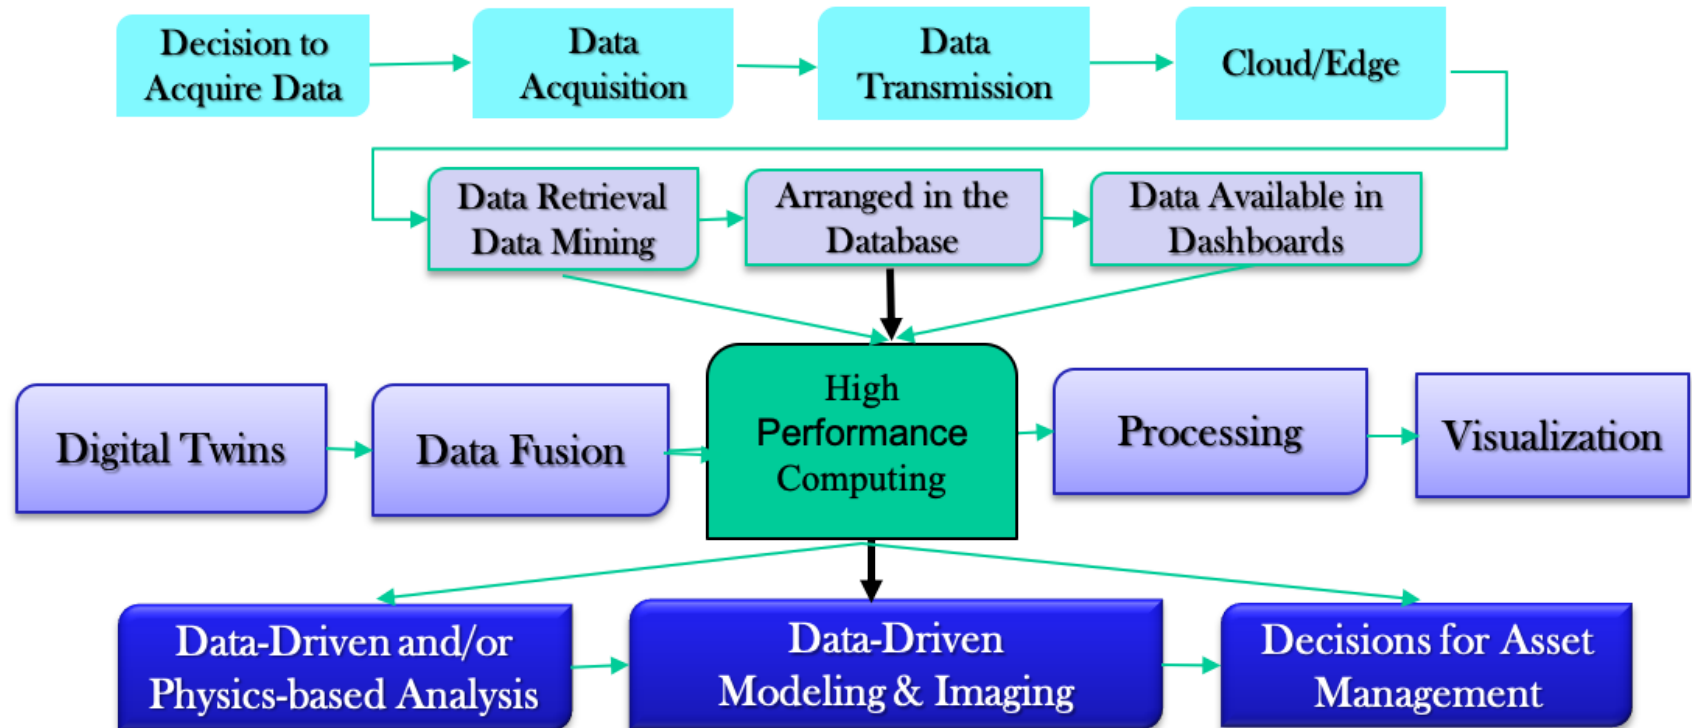 Decision to
Acquire Data
Data
Acquisition
Data
Transmission
Cloud/Edge
Data Retrieval
Data Mining
Arranged in the
Database
Data Available in
Dashboards
Digital Twins
Data Fusion
High
Performance
Computing
Processing
Visualization
Data-Driven and/or
Physics-based Analysis
Data-Driven
Modeling & Imaging
Decisions for Asset
Management